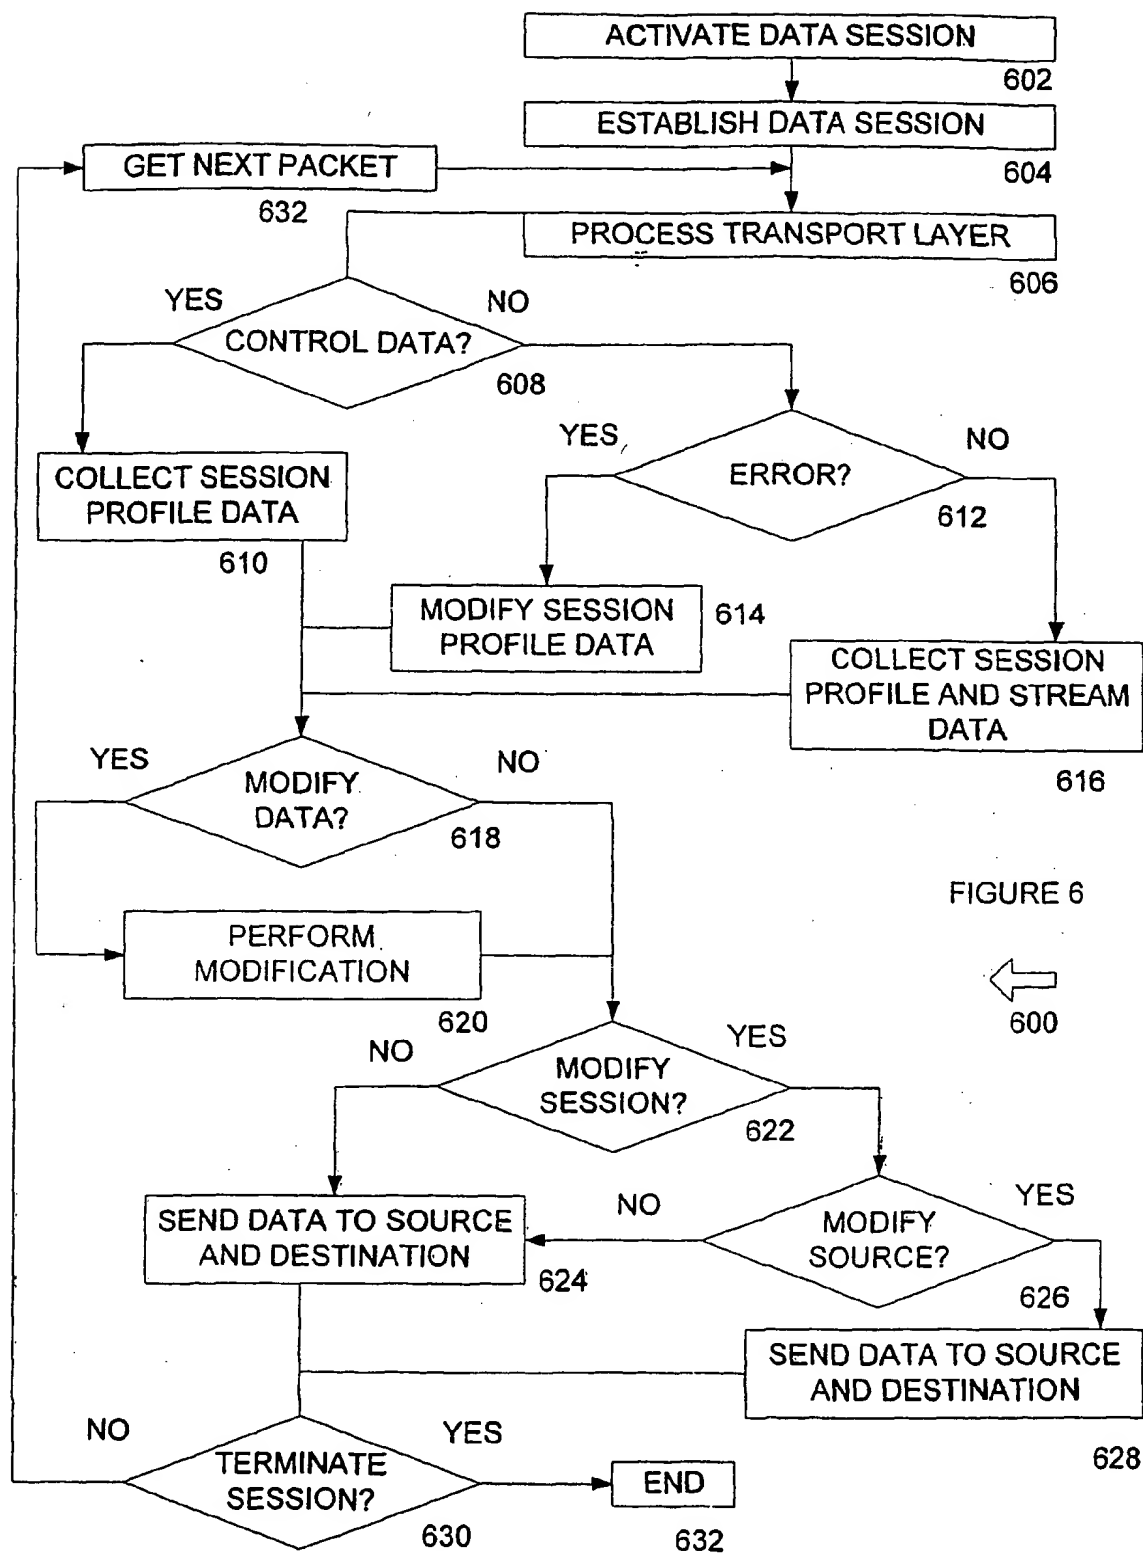 ACTIVATE DATA SESSION
602
ESTABLISH DATA SESSION
604
GET NEXT PACKET
632
PROCESS TRANSPORT LAYER
606
YES
NO
CONTROL DATA?
608
YES
NO
ERROR?
612
COLLECT SESSION
PROFILE DATA
610
MODIFY SESSION
PROFILE DATA
614
COLLECT SESSION
PROFILE AND STREAM
DATA
616
YES
NO
MODIFY
DATA?
618
FIGURE 6
600
PERFORM
MODIFICATION
620
NO
YES
MODIFY
SESSION?
622
SEND DATA TO SOURCE
AND DESTINATION
624
NO
YES
MODIFY
SOURCE?
626
SEND DATA TO SOURCE
AND DESTINATION
628
NO
YES
TERMINATE
SESSION?
630
END
632